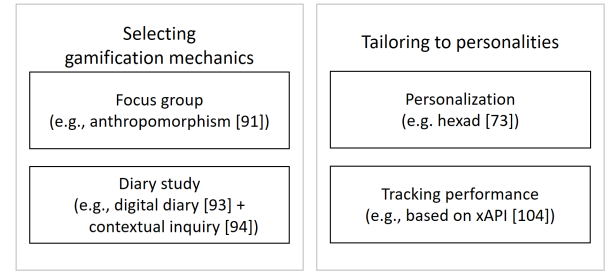 Selecting
gamification mechanics
Focus group
(e.g., anthropomorphism [91])
Diary study
(e.g., digital diary [93] +
contextual inquiry [94])
Tailoring to personalities
Personalization
(e.g. hexad [73])
Tracking performance
(e.g., based on xAPI [104])